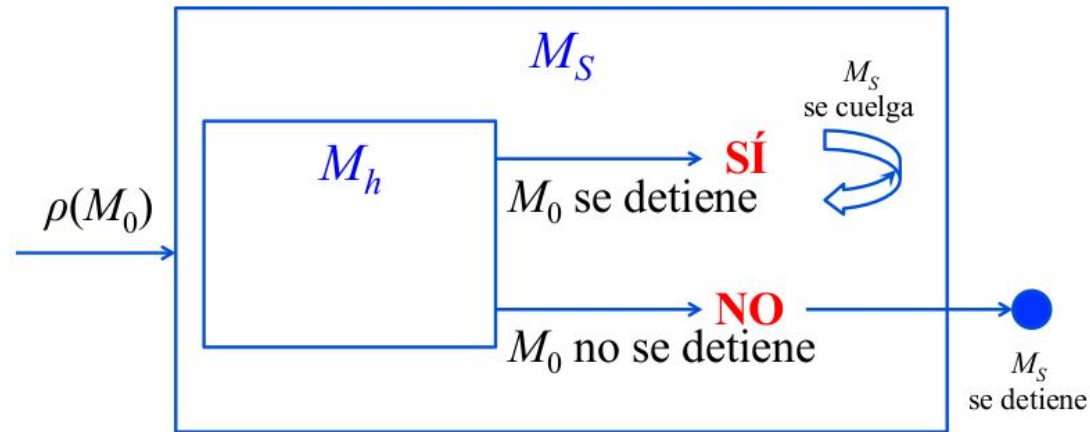 M_S
M_S
se cuelga
M_h
SÍ
ρ(M_0)
M_0 se detiene
NO
M_0 no se detiene
M_S
se detiene